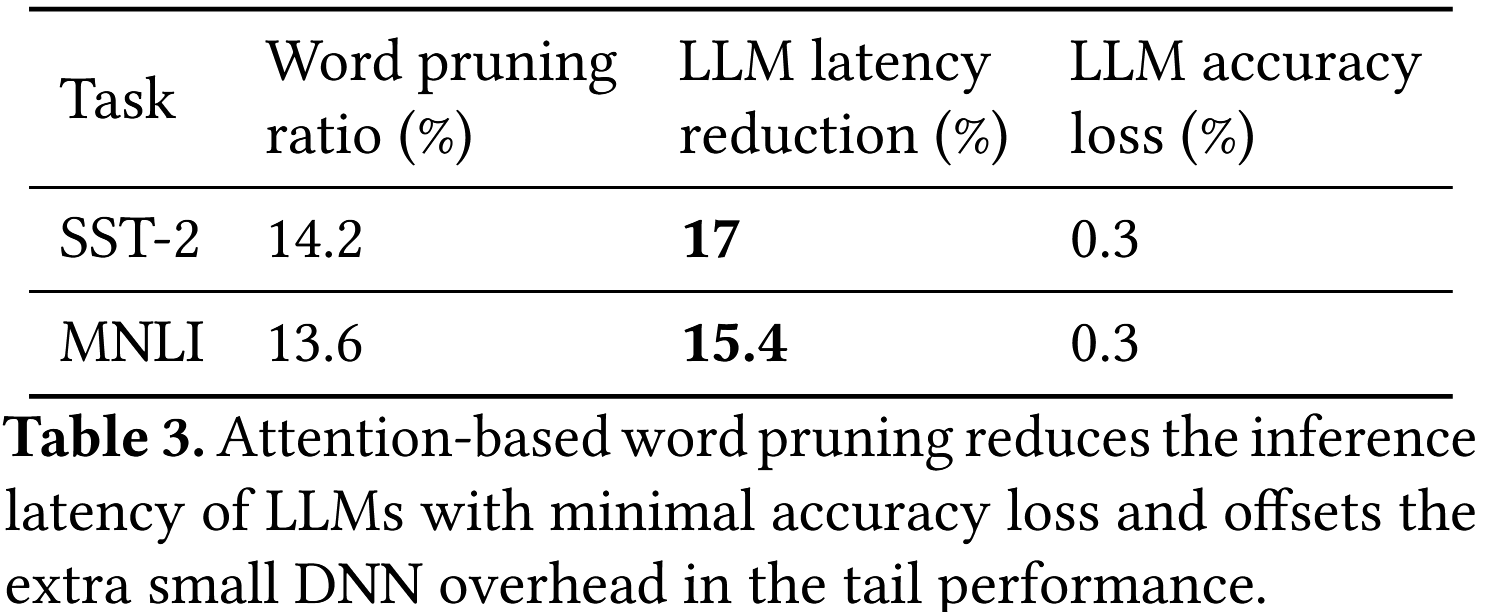 Task Word pruning ratio (%) LLM latency reduction (%) LLM accuracy loss (%)
SST-2 14.2 17 0.3
MNLI 13.6 15.4 0.3
Table 3. Attention-based word pruning reduces the inference
latency of LLMs with minimal accuracy loss and offsets the
extra small DNN overhead in the tail performance.